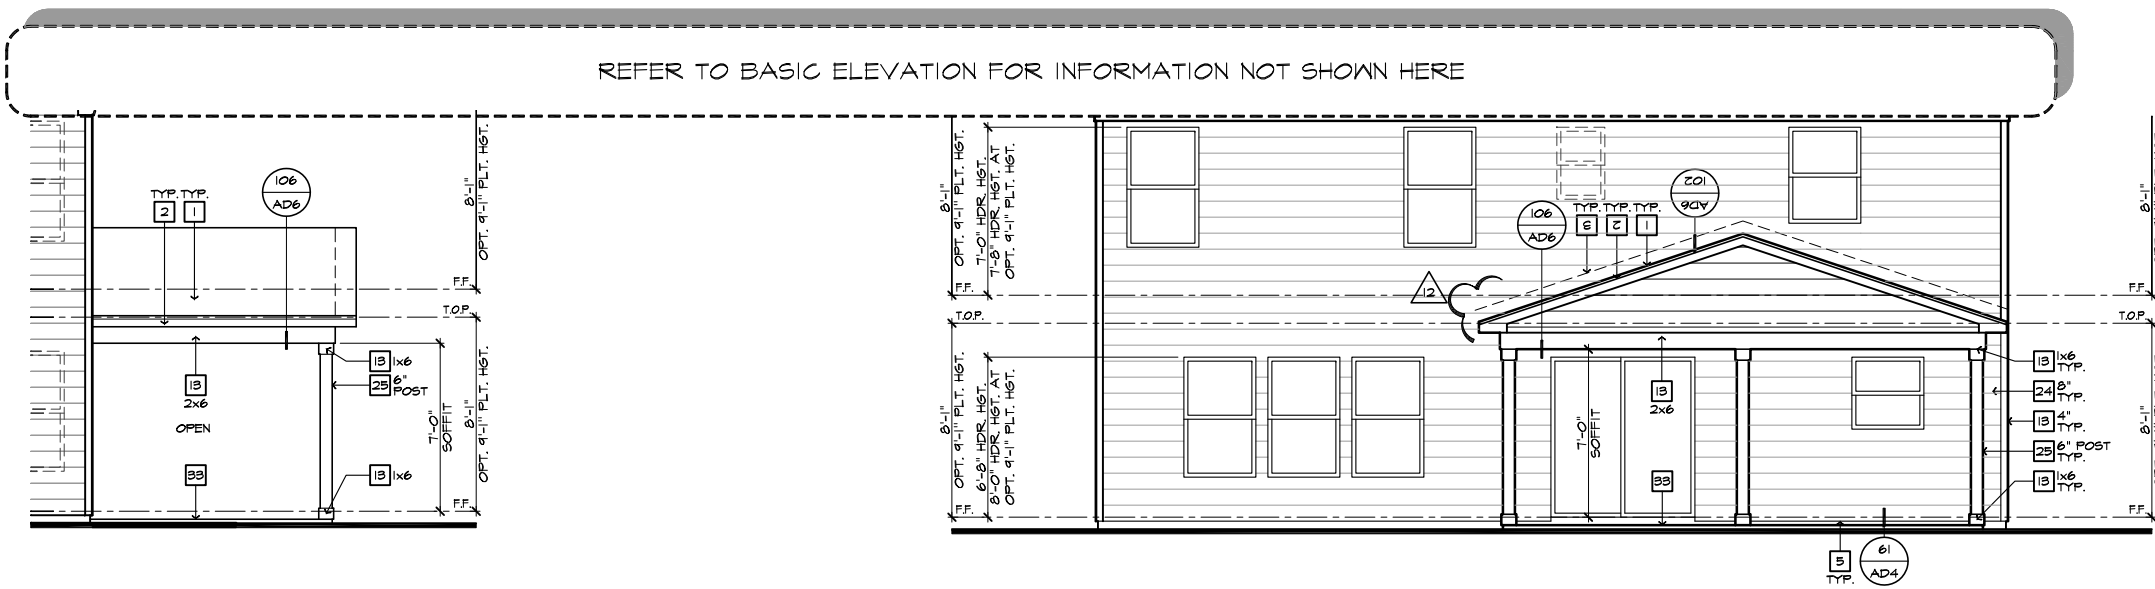 REFER TO BASIC ELEVATION FOR INFORMATION NOT SHOWN HERE
TYP. TYP.
2 1
106
AD6
8'-1"
OPT. 9'-1" PLT. HGT.
F.F.
T.O.P.
13
2x6
OPEN
33
13 1x6
25 6"
POST
13 1x6
7'-0"
SOFFIT
8'-1"
OPT. 9'-1" PLT. HGT.
F.F.
8'-1"
OPT. 9'-1" PLT. HGT.
7'-0" HDR. HGT.
7'-8" HDR. HGT. AT
OPT. 9'-1" PLT. HGT.
F.F.
T.O.P.
8'-1"
OPT. 9'-1" PLT. HGT.
6'-8" HDR. HGT.
8'-0" HDR. HGT. AT
OPT. 9'-1" PLT. HGT.
F.F.
12
106
AD6
TYP. TYP. TYP.
3 2 1
102
AD6
7'-0"
SOFFIT
13
2x6
33
13 1x6
TYP.
24 8"
TYP.
13 4"
TYP.
25 6" POST
TYP.
13 1x6
TYP.
5
TYP.
61
AD4
8'-1"
F.F.
T.O.P.
8'-1"
F.F.